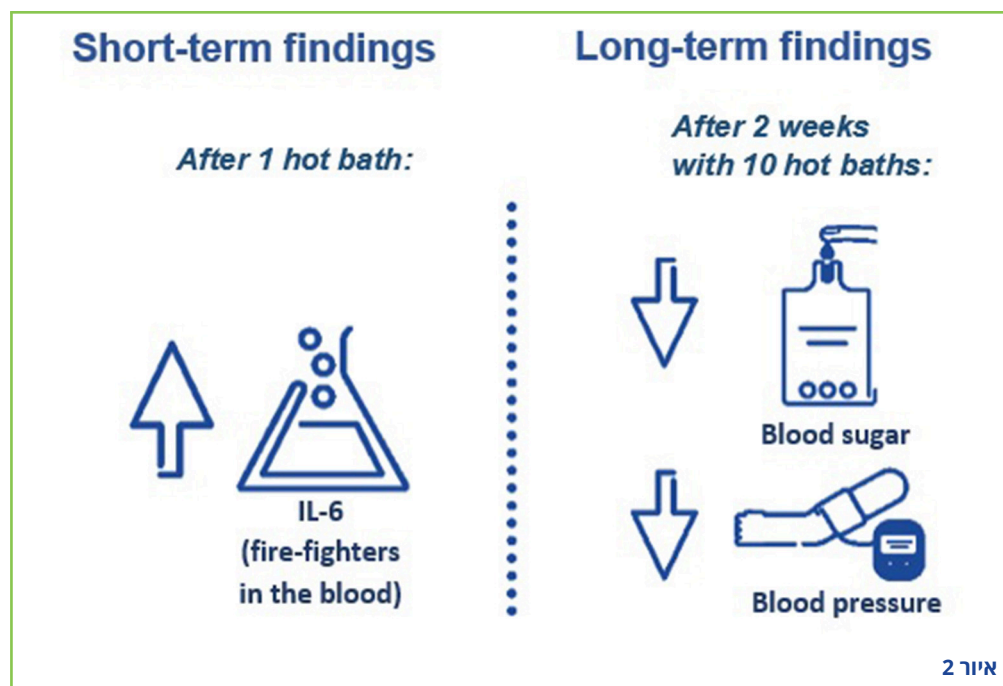 Short-term findings
After 1 hot bath:
IL-6
(fire-fighters
in the blood)
Long-term findings
After 2 weeks
with 10 hot baths:
Blood sugar
Blood pressure
איור 2